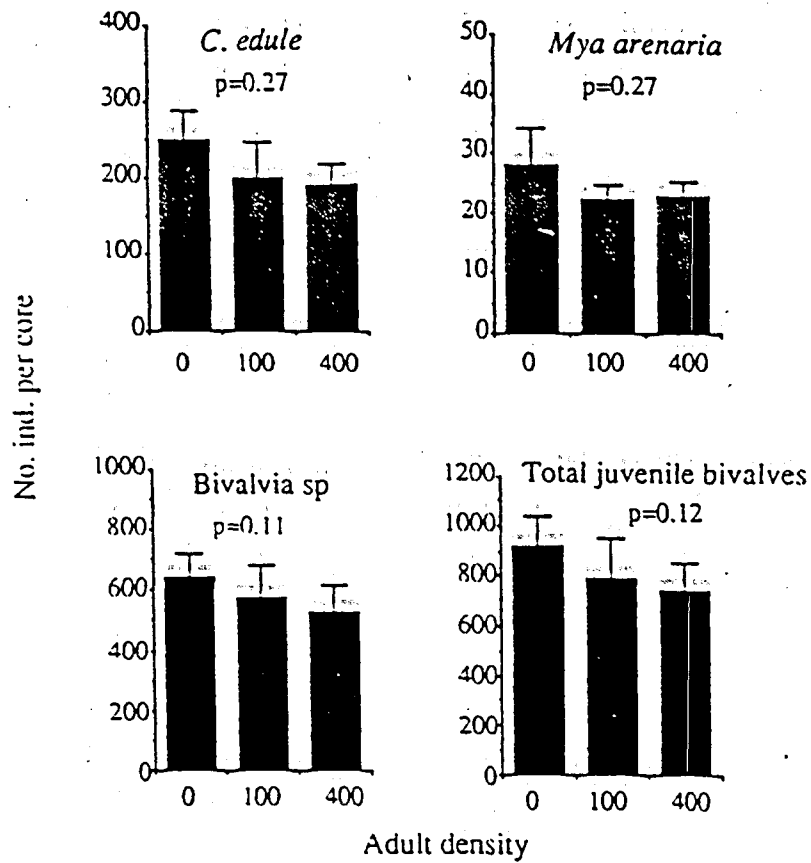 C. edule
p=0.27
400
300
200
100
0
0 100 400
Mya arenaria
p=0.27
50
40
30
20
10
0
0 100 400
No. ind. per core
Bivalvia sp
p=0.11
1000
800
600
400
200
0
0 100 400
Total juvenile bivalves
p=0.12
1200
1000
800
600
400
200
0
0 100 400
Adult density